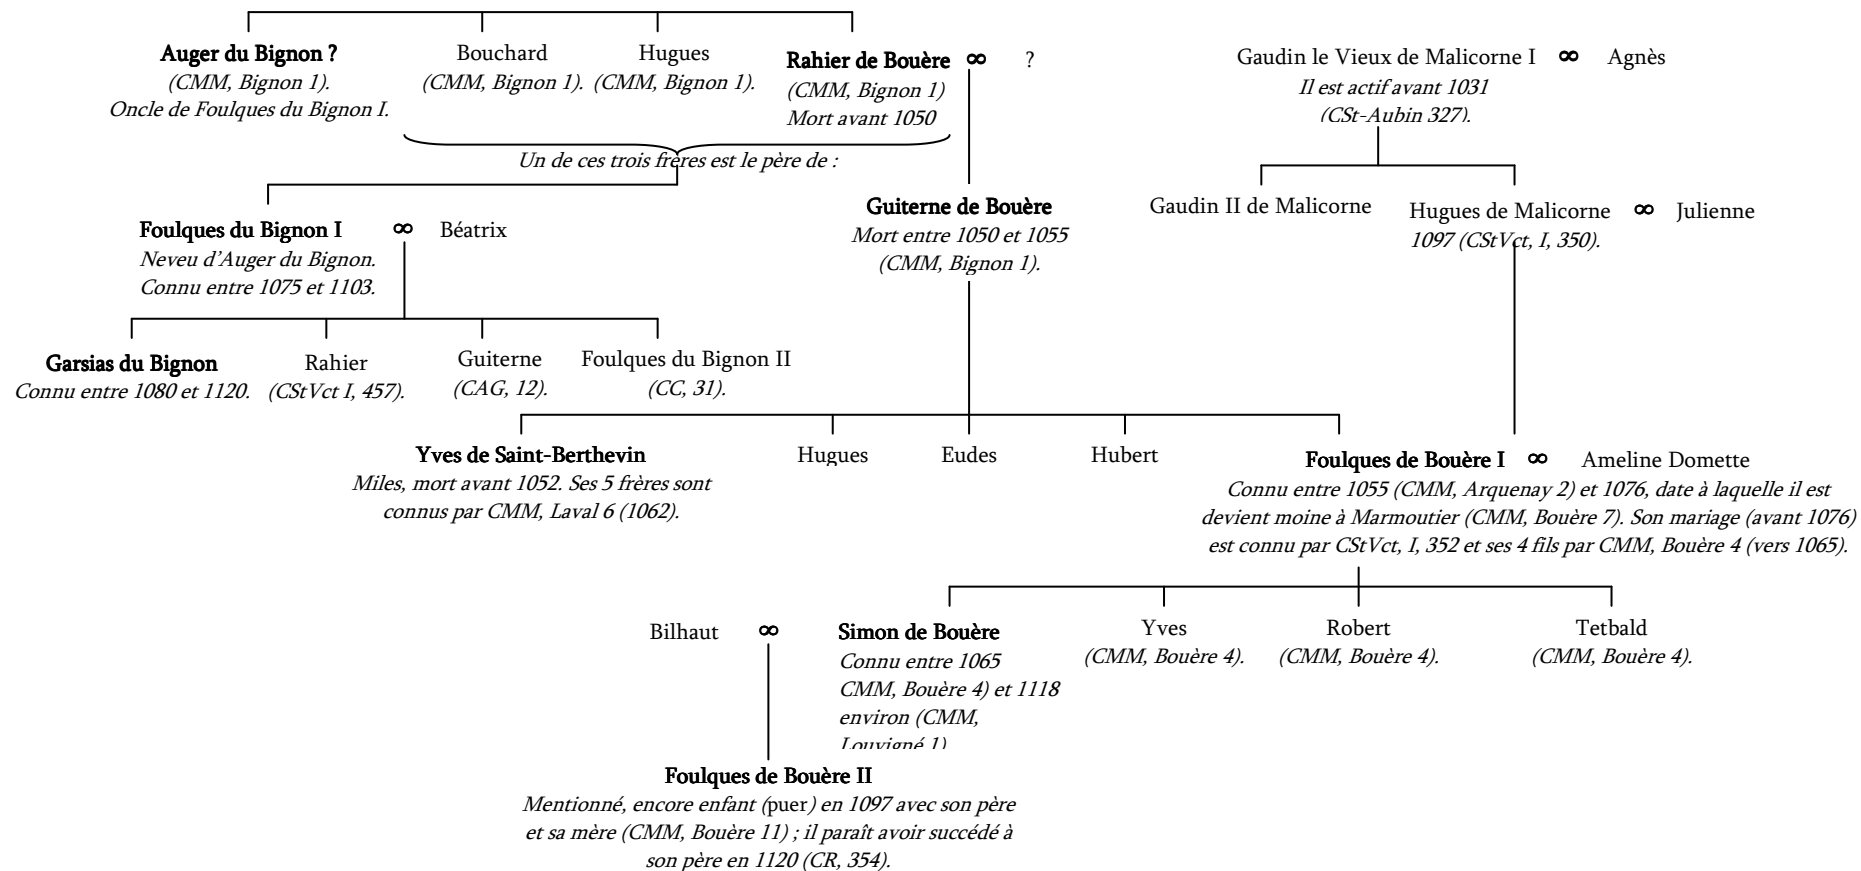 Auger du Bignon ?
(CMM, Bignon 1).
Oncle de Foulques du Bignon I.
Bouchard
(CMM, Bignon 1).
Hugues
(CMM, Bignon 1).
Rahier de Bouère ∞ ?
(CMM, Bignon 1)
Mort avant 1050
Gaudin le Vieux de Malicorne I ∞ Agnès
Il est actif avant 1031
(CSt-Aubin 327).
Un de ces trois frères est le père de :
Foulques du Bignon I ∞ Béatrix
Neveu d'Auger du Bignon.
Connu entre 1075 et 1103.
Guiterne de Bouère
Mort entre 1050 et 1055
(CMM, Bignon 1).
Gaudin II de Malicorne
Hugues de Malicorne ∞ Julienne
1097 (CStVct, I, 350).
Garsias du Bignon
Connu entre 1080 et 1120.
Rahier
(CStVct I, 457).
Guiterne
(CAG, 12).
Foulques du Bignon II
(CC, 31).
Yves de Saint-Berthevin
Miles, mort avant 1052. Ses 5 frères sont
connus par CMM, Laval 6 (1062).
Hugues
Eudes
Hubert
Foulques de Bouère I ∞ Ameline Domette
Connu entre 1055 (CMM, Arquenay 2) et 1076, date à laquelle il est
devient moine à Marmoutier (CMM, Bouère 7). Son mariage (avant 1076)
est connu par CStVct, I, 352 et ses 4 fils par CMM, Bouère 4 (vers 1065).
Bilhaut ∞ Simon de Bouère
Connu entre 1065
CMM, Bouère 4) et 1118
environ (CMM,
Louvigné 1)
Yves
(CMM, Bouère 4).
Robert
(CMM, Bouère 4).
Tetbald
(CMM, Bouère 4).
Foulques de Bouère II
Mentionné, encore enfant (puer) en 1097 avec son père
et sa mère (CMM, Bouère 11) ; il paraît avoir succédé à
son père en 1120 (CR, 354).